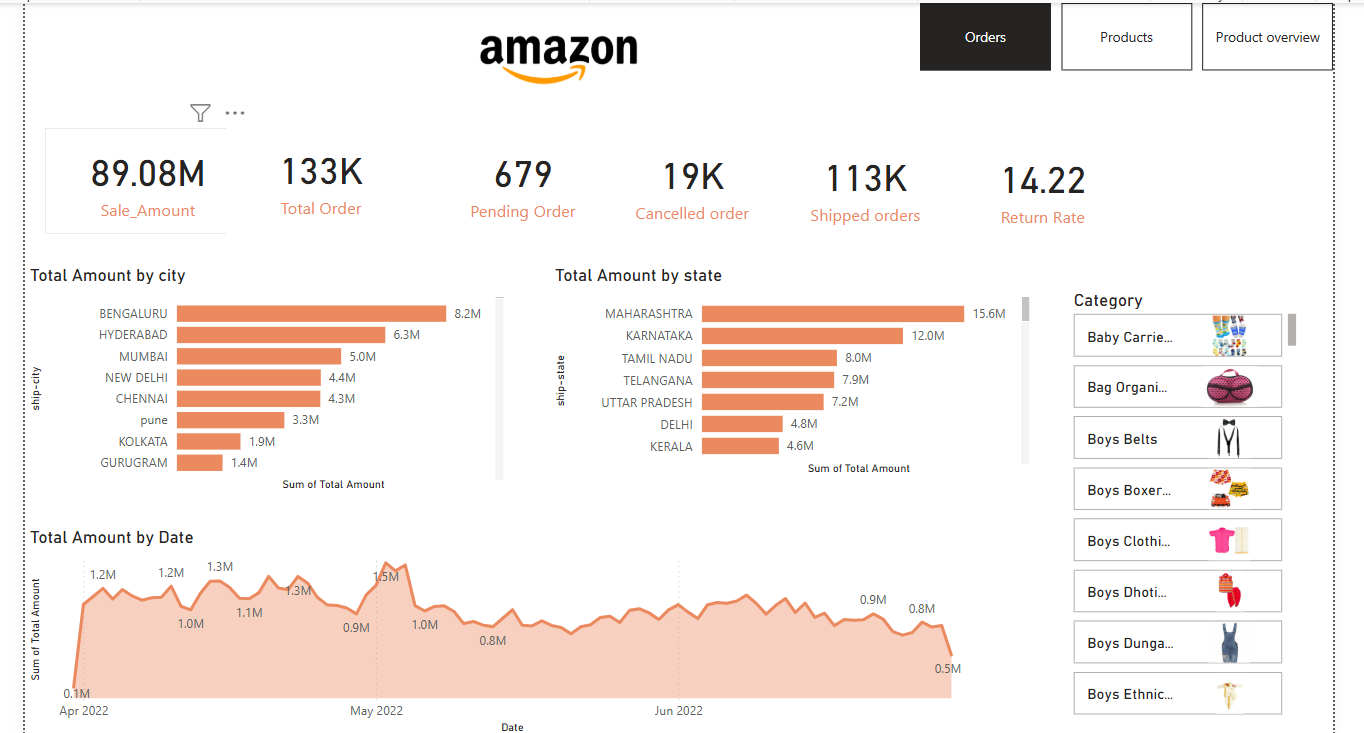 amazon
Orders
Products
Product overview
89.08M
Sale_Amount
133K
Total Order
679
Pending Order
19K
Cancelled order
113K
Shipped orders
14.22
Return Rate
Total Amount by city
ship-city
BENGALURU 8.2M
HYDERABAD 6.3M
MUMBAI 5.0M
NEW DELHI 4.4M
CHENNAI 4.3M
pune 3.3M
KOLKATA 1.9M
GURUGRAM 1.4M
Sum of Total Amount
Total Amount by state
ship-state
MAHARASHTRA 15.6M
KARNATAKA 12.0M
TAMIL NADU 8.0M
TELANGANA 7.9M
UTTAR PRADESH 7.2M
DELHI 4.8M
KERALA 4.6M
Sum of Total Amount
Category
Baby Carrie...
Bag Organi...
Boys Belts
Boys Boxer...
Boys Clothi...
Boys Dhoti...
Boys Dunga...
Boys Ethnic...
Total Amount by Date
Sum of Total Amount
0.1M
1.2M
1.2M
1.0M
1.3M
1.1M
1.3M
0.9M
1.5M
1.0M
0.8M
0.9M
0.8M
0.5M
Apr 2022
May 2022
Jun 2022
Date